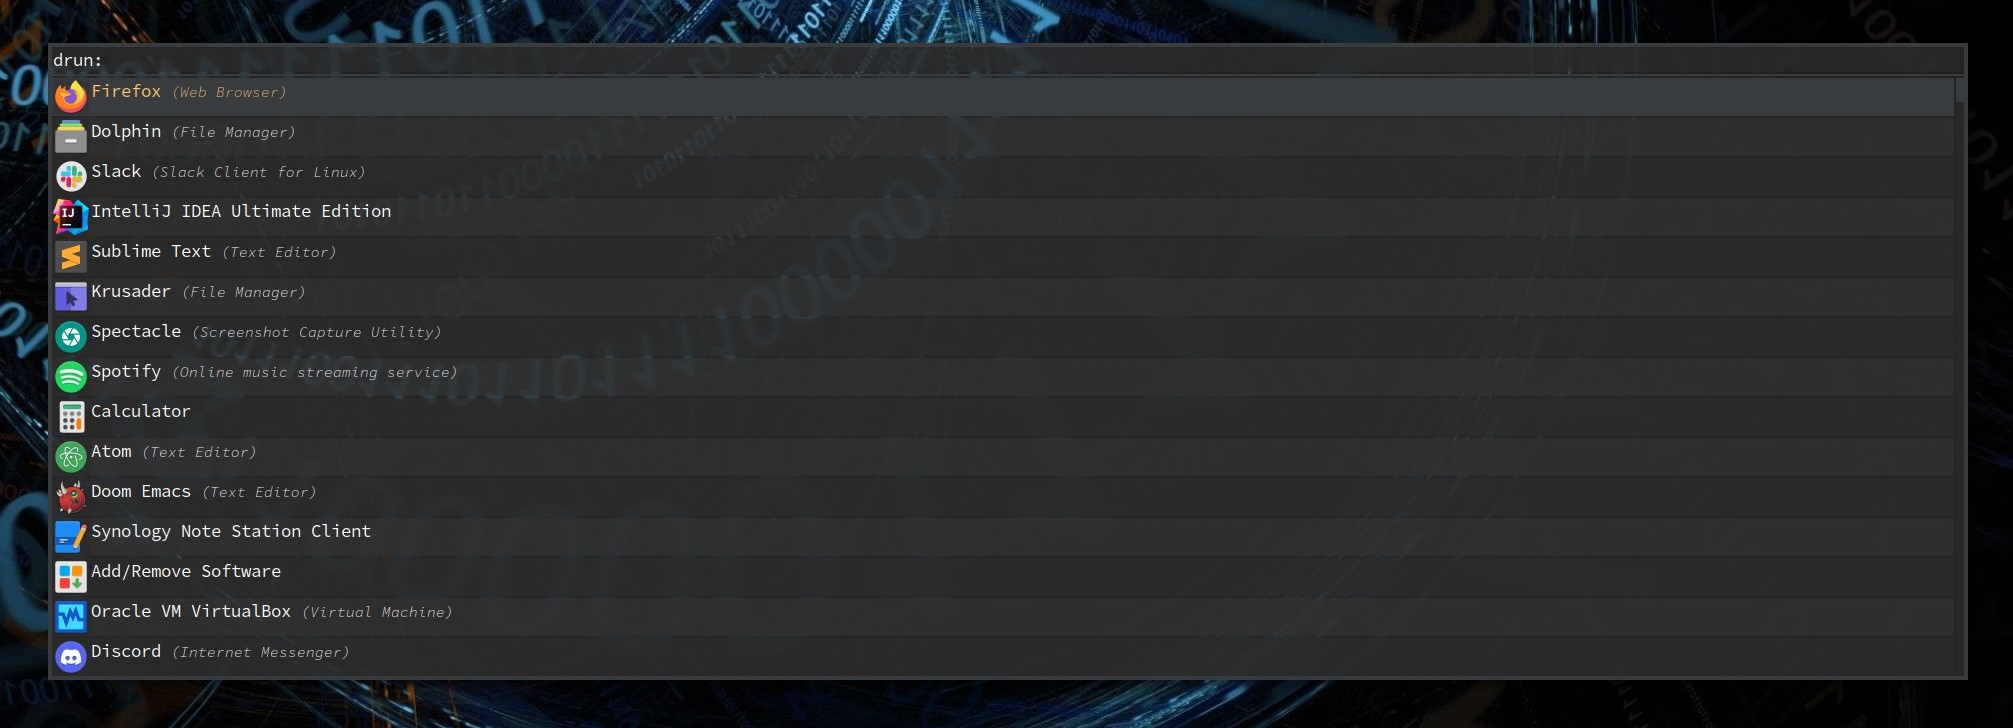 drun:
Firefox (Web Browser)
Dolphin (File Manager)
Slack (Slack Client for Linux)
IntelliJ IDEA Ultimate Edition
Sublime Text (Text Editor)
Krusader (File Manager)
Spectacle (Screenshot Capture Utility)
Spotify (Online music streaming service)
Calculator
Atom (Text Editor)
Doom Emacs (Text Editor)
Synology Note Station Client
Add/Remove Software
Oracle VM VirtualBox (Virtual Machine)
Discord (Internet Messenger)